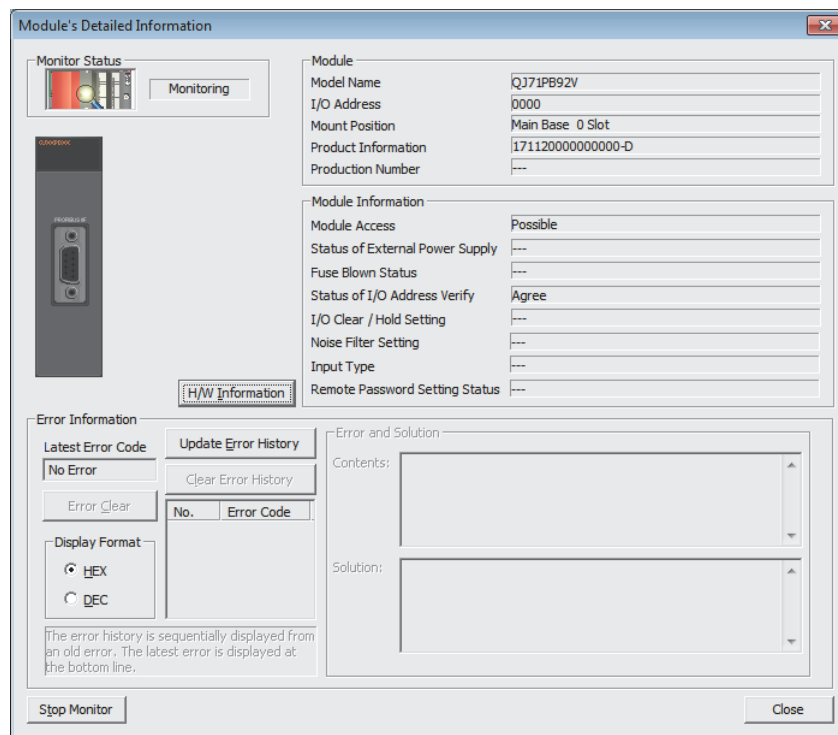 Module's Detailed Information
Monitor Status
Monitoring
PROFIBUS I/F
H/W Information
Module
Model Name QJ71PB92V
I/O Address 0000
Mount Position Main Base 0 Slot
Product Information 171120000000000-D
Production Number ---
Module Information
Module Access Possible
Status of External Power Supply ---
Fuse Blown Status ---
Status of I/O Address Verify Agree
I/O Clear / Hold Setting ---
Noise Filter Setting ---
Input Type ---
Remote Password Setting Status ---
Error Information
Latest Error Code
No Error
Error Clear
Display Format
HEX
DEC
Update Error History
Clear Error History
No. Error Code
The error history is sequentially displayed from
an old error. The latest error is displayed at
the bottom line.
Error and Solution
Contents:
Solution:
Stop Monitor
Close